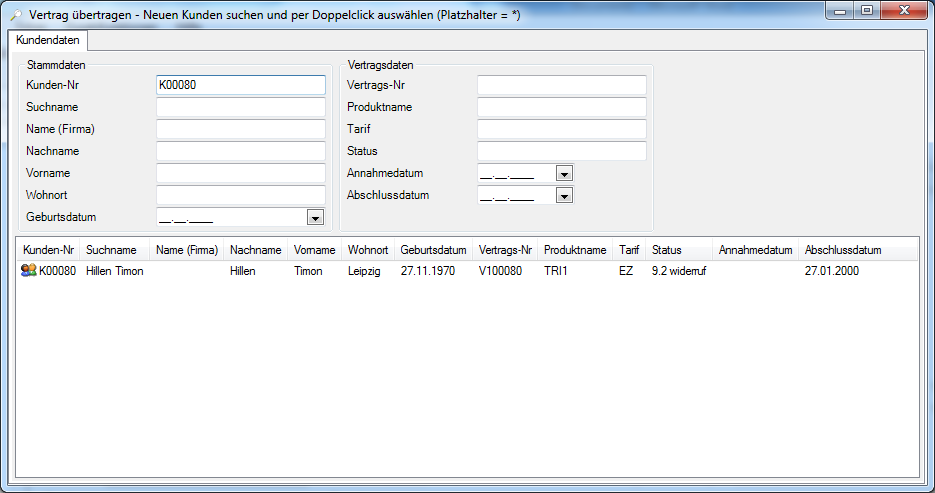 Vertrag übertragen - Neuen Kunden suchen und per Doppelclick auswählen (Platzhalter = *)
Kundendaten
Stammdaten
Kunden-Nr K00080
Suchname
Name (Firma)
Nachname
Vorname
Wohnort
Geburtsdatum __.__.____
Vertragsdaten
Vertrags-Nr
Produktname
Tarif
Status
Annahmedatum __.__.____
Abschlussdatum __.__.____
Kunden-Nr Suchname Name (Firma) Nachname Vorname Wohnort Geburtsdatum Vertrags-Nr Produktname Tarif Status Annahmedatum Abschlussdatum
K00080 Hillen Timon Hillen Timon Leipzig 27.11.1970 V100080 TRI1 EZ 9.2 widerruf 27.01.2000